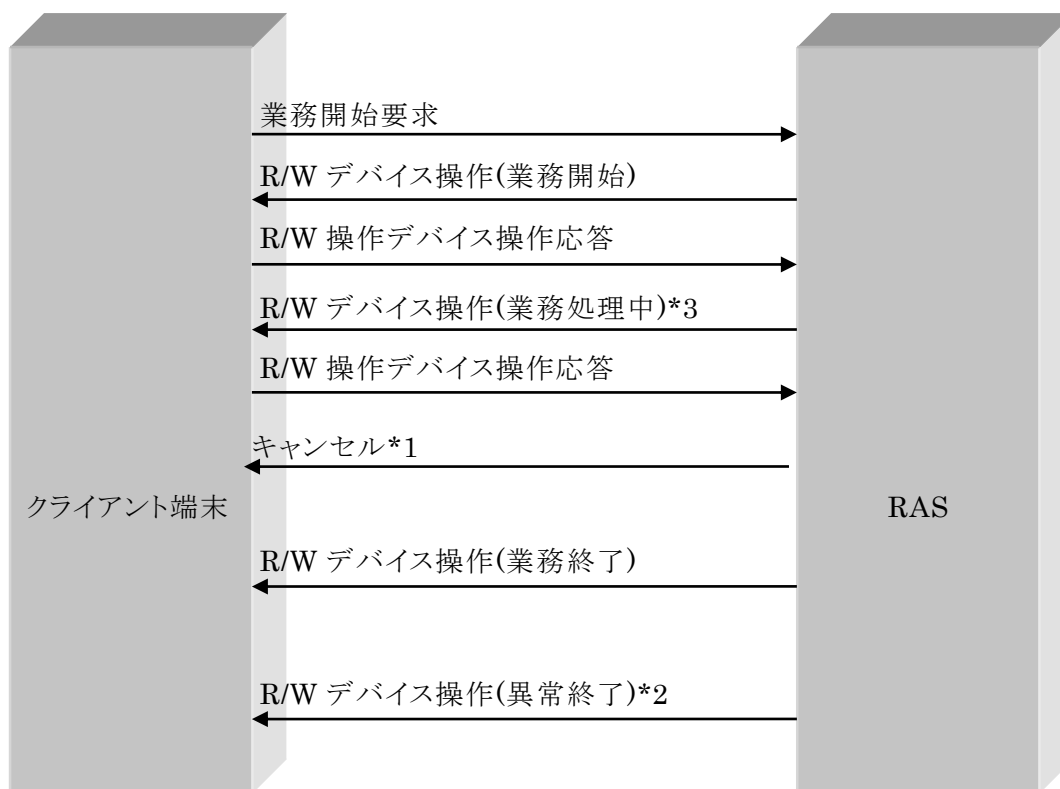 業務開始要求
R/W デバイス操作(業務開始)
R/W 操作デバイス操作応答
R/W デバイス操作(業務処理中)*3
R/W 操作デバイス操作応答
キャンセル*1
クライアント端末
RAS
R/W デバイス操作(業務終了)
R/W デバイス操作(異常終了)*2